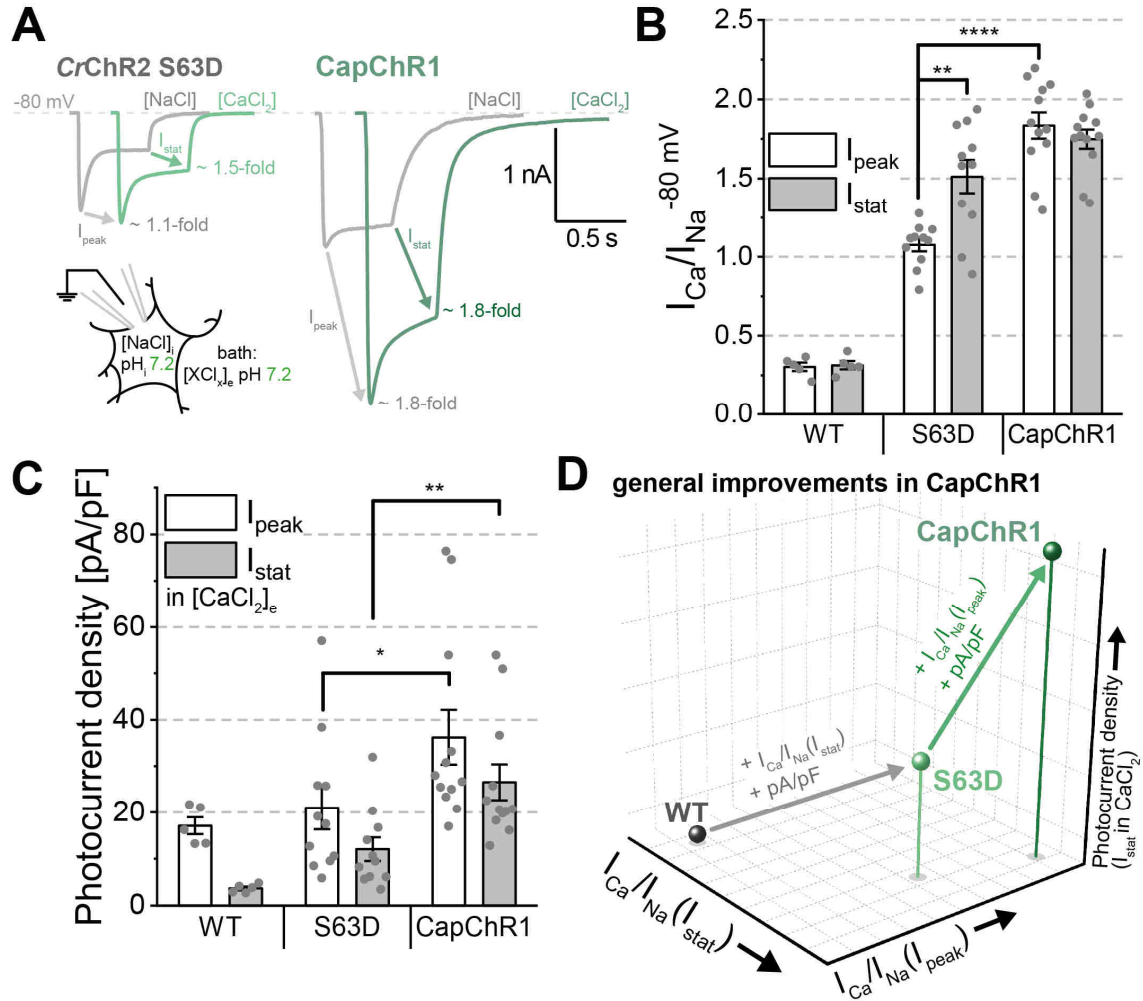 A
CrChR2 S63D
CapChR1
-80 mV
[NaCl]
[CaCl2]
[NaCl]
[CaCl2]
Istat
~ 1.5-fold
Ipeak
~ 1.1-fold
1 nA
0.5 s
Istat
~ 1.8-fold
Ipeak
~ 1.8-fold
[NaCl]i
pHi 7.2
bath:
[XClx]e pH 7.2
B
ICa/INa -80 mV
2.5
2.0
1.5
1.0
0.5
0.0
****
**
Ipeak
Istat
WT
S63D
CapChR1
C
Photocurrent density [pA/pF]
80
60
40
20
0
Ipeak
Istat
in [CaCl2]e
**
*
WT
S63D
CapChR1
D
general improvements in CapChR1
CapChR1
+ ICa/INa(Ipeak)
+ pA/pF
+ ICa/INa(Istat)
+ pA/pF
S63D
WT
Photocurrent density
(Istat in CaCl2)
ICa/INa(Istat)
ICa/INa(Ipeak)